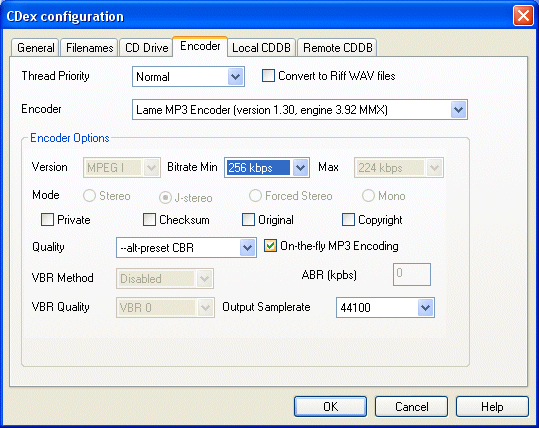 CDex configuration
General Filenames CD Drive Encoder Local CDDB Remote CDDB
Thread Priority Normal Convert to Riff WAV files
Encoder Lame MP3 Encoder (version 1.30, engine 3.92 MMX)
Encoder Options
Version MPEG I Bitrate Min 256 kbps Max 224 kbps
Mode Stereo J-stereo Forced Stereo Mono
Private Checksum Original Copyright
Quality --alt-preset CBR On-the-fly MP3 Encoding
VBR Method Disabled ABR (kpbs) 0
VBR Quality VBR 0 Output Samplerate 44100
OK Cancel Help